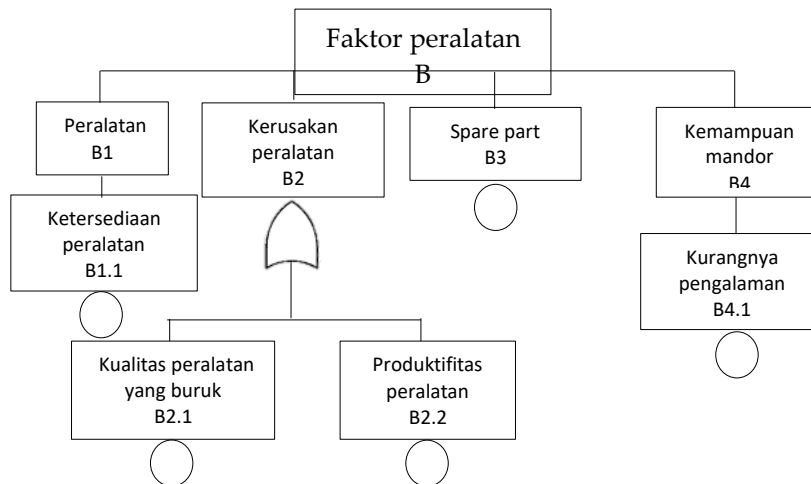 Faktor peralatan
B
Peralatan
B1
Kerusakan
peralatan
B2
Spare part
B3
Kemampuan
mandor
B4
Ketersediaan
peralatan
B1.1
Kurangnya
pengalaman
B4.1
Kualitas peralatan
yang buruk
B2.1
Produktifitas
peralatan
B2.2